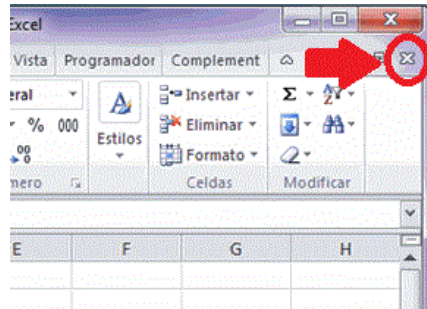 Excel
Vista Programador Complement
eral Insertar Σ
% 000 Estilos Eliminar
Formato
mero Celdas Modificar
E F G H